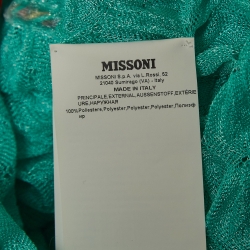 MISSONI
MISSONI S.p.A. via L.Rossi, 52
21040 Sumirago (VA) - Italy
MADE IN ITALY
PRINCIPALE,EXTERNAL,AUSSENSTOFF,EXTÉRIE
URE,НАРУЖНАЯ
100%Poliestere,Polyester,Polyester,Polyester,Полиэф
ир